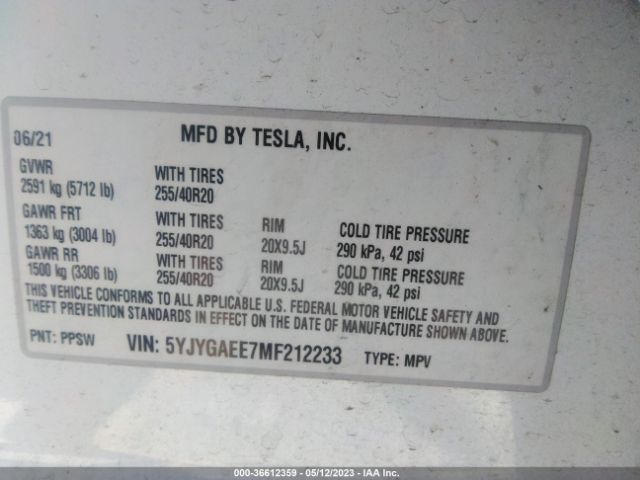 06/21 MFD BY TESLA, INC.
GVWR WITH TIRES
2591 kg (5712 lb) 255/40R20
GAWR FRT WITH TIRES RIM COLD TIRE PRESSURE
1363 kg (3004 lb) 255/40R20 20X9.5J 290 kPa, 42 psi
GAWR RR WITH TIRES RIM COLD TIRE PRESSURE
1500 kg (3306 lb) 255/40R20 20X9.5J 290 kPa, 42 psi
THIS VEHICLE CONFORMS TO ALL APPLICABLE U.S. FEDERAL MOTOR VEHICLE SAFETY AND
THEFT PREVENTION STANDARDS IN EFFECT ON THE DATE OF MANUFACTURE SHOWN ABOVE.
PNT: PPSW VIN: 5YJYGAEE7MF212233 TYPE: MPV
000-36612359 - 05/12/2023 - IAA Inc.